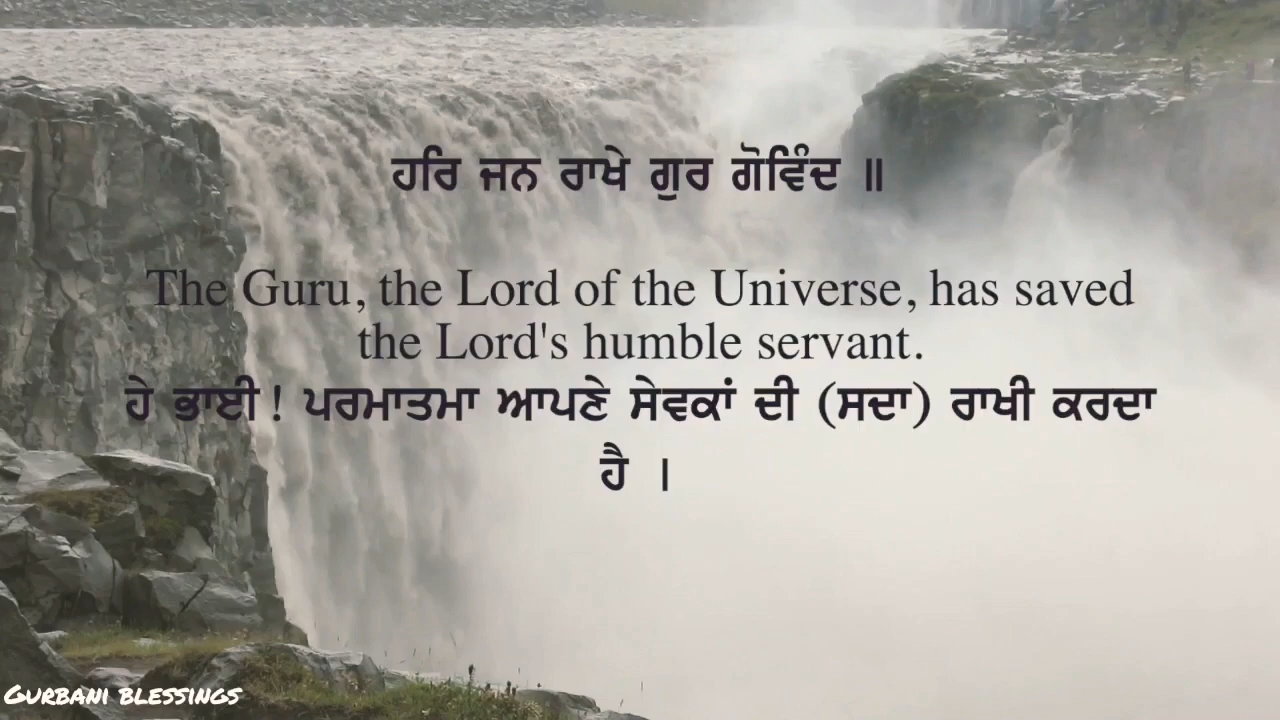 ਹਰਿ ਜਨ ਰਾਖੇ ਗੁਰ ਗੋਵਿੰਦ ॥
The Guru, the Lord of the Universe, has saved
the Lord's humble servant.
ਹੇ ਭਾਈ! ਪਰਮਾਤਮਾ ਆਪਣੇ ਸੇਵਕਾਂ ਦੀ (ਸਦਾ) ਰਾਖੀ ਕਰਦਾ
ਹੈ ।
Gurbani blessings